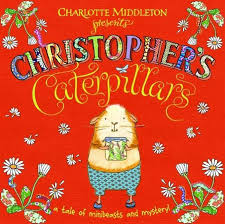 CHARLOTTE MIDDLETON
presents
CHRISTOPHER'S
Caterpillars
a tale of minibeasts and mystery!